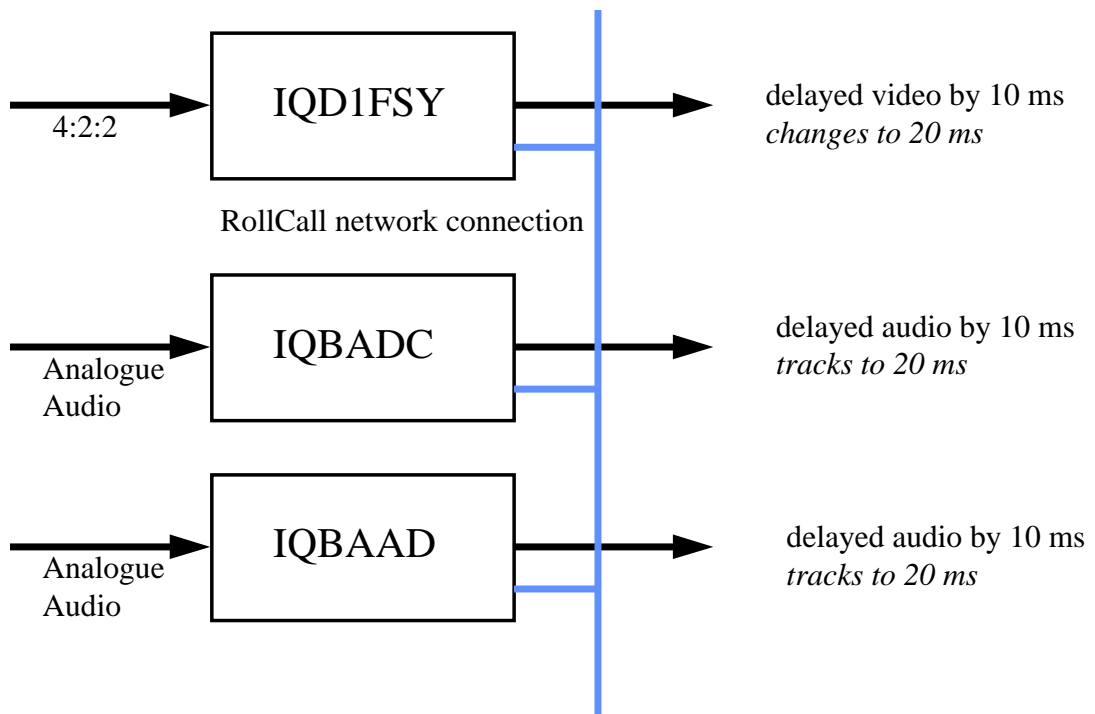 IQD1FSY
4:2:2
delayed video by 10 ms
changes to 20 ms
RollCall network connection
IQBADC
Analogue
Audio
delayed audio by 10 ms
tracks to 20 ms
IQBAAD
Analogue
Audio
delayed audio by 10 ms
tracks to 20 ms